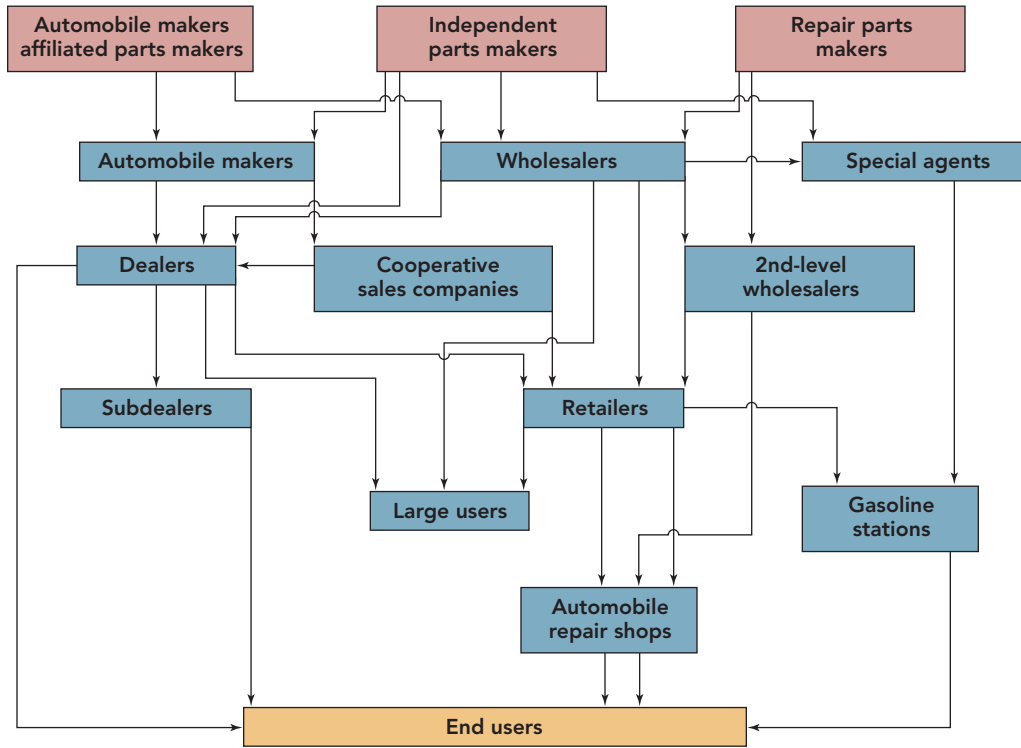 Automobile makers
affiliated parts makers
Independent
parts makers
Repair parts
makers
Automobile makers
Wholesalers
Special agents
Dealers
Cooperative
sales companies
2nd-level
wholesalers
Subdealers
Retailers
Large users
Gasoline
stations
Automobile
repair shops
End users